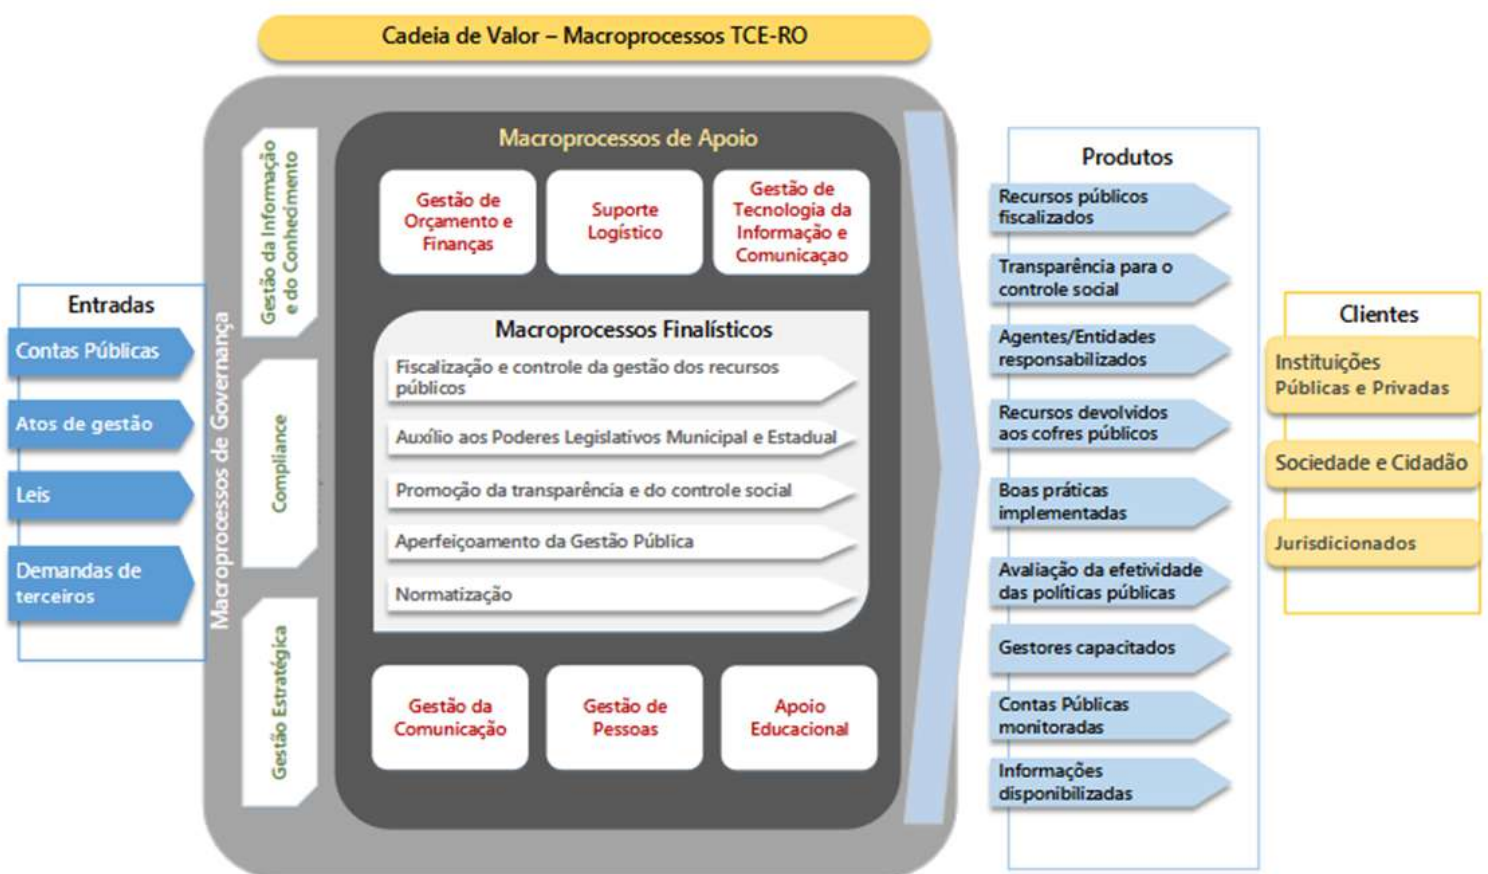 Cadeia de Valor – Macroprocessos TCE-RO
Entradas
Contas Públicas
Atos de gestão
Leis
Demandas de
terceiros
Macroprocessos de Governança
Gestão da Informação
e do Conhecimento
Compliance
Gestão Estratégica
Macroprocessos de Apoio
Gestão de
Orçamento e
Finanças
Suporte
Logístico
Gestão de
Tecnologia da
Informação e
Comunicaçao
Macroprocessos Finalísticos
Fiscalização e controle da gestão dos recursos
públicos
Auxílio aos Poderes Legislativos Municipal e Estadual
Promoção da transparência e do controle social
Aperfeiçoamento da Gestão Pública
Normatização
Gestão da
Comunicação
Gestão de
Pessoas
Apoio
Educacional
Produtos
Recursos públicos
fiscalizados
Transparência para o
controle social
Agentes/Entidades
responsabilizados
Recursos devolvidos
aos cofres públicos
Boas práticas
implementadas
Avaliação da efetividade
das políticas públicas
Gestores capacitados
Contas Públicas
monitoradas
Informações
disponibilizadas
Clientes
Instituições
Públicas e Privadas
Sociedade e Cidadão
Jurisdicionados